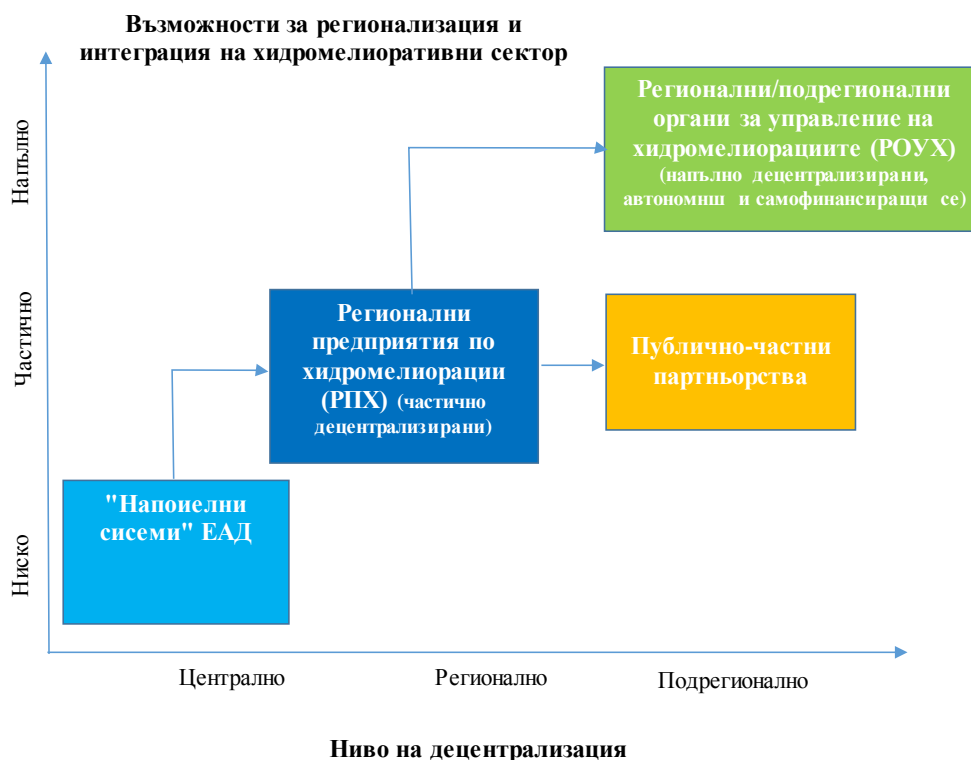 Възможности за регионализация и
интеграция на хидромелиоративни сектор
Напълно
Регионални/подрегионални
органи за управление на
хидромелиорациите (РОУХ)
(напълно децентрализирани,
автономнш и самофинансиращи се)
Частично
Регионални
предприятия по
хидромелиорации
(РПХ) (частично
децентрализирани)
Публично-частни
партньорства
Ниско
"Напоиелни
сисеми" ЕАД
Централно
Регионално
Подрегионално
Ниво на децентрализация